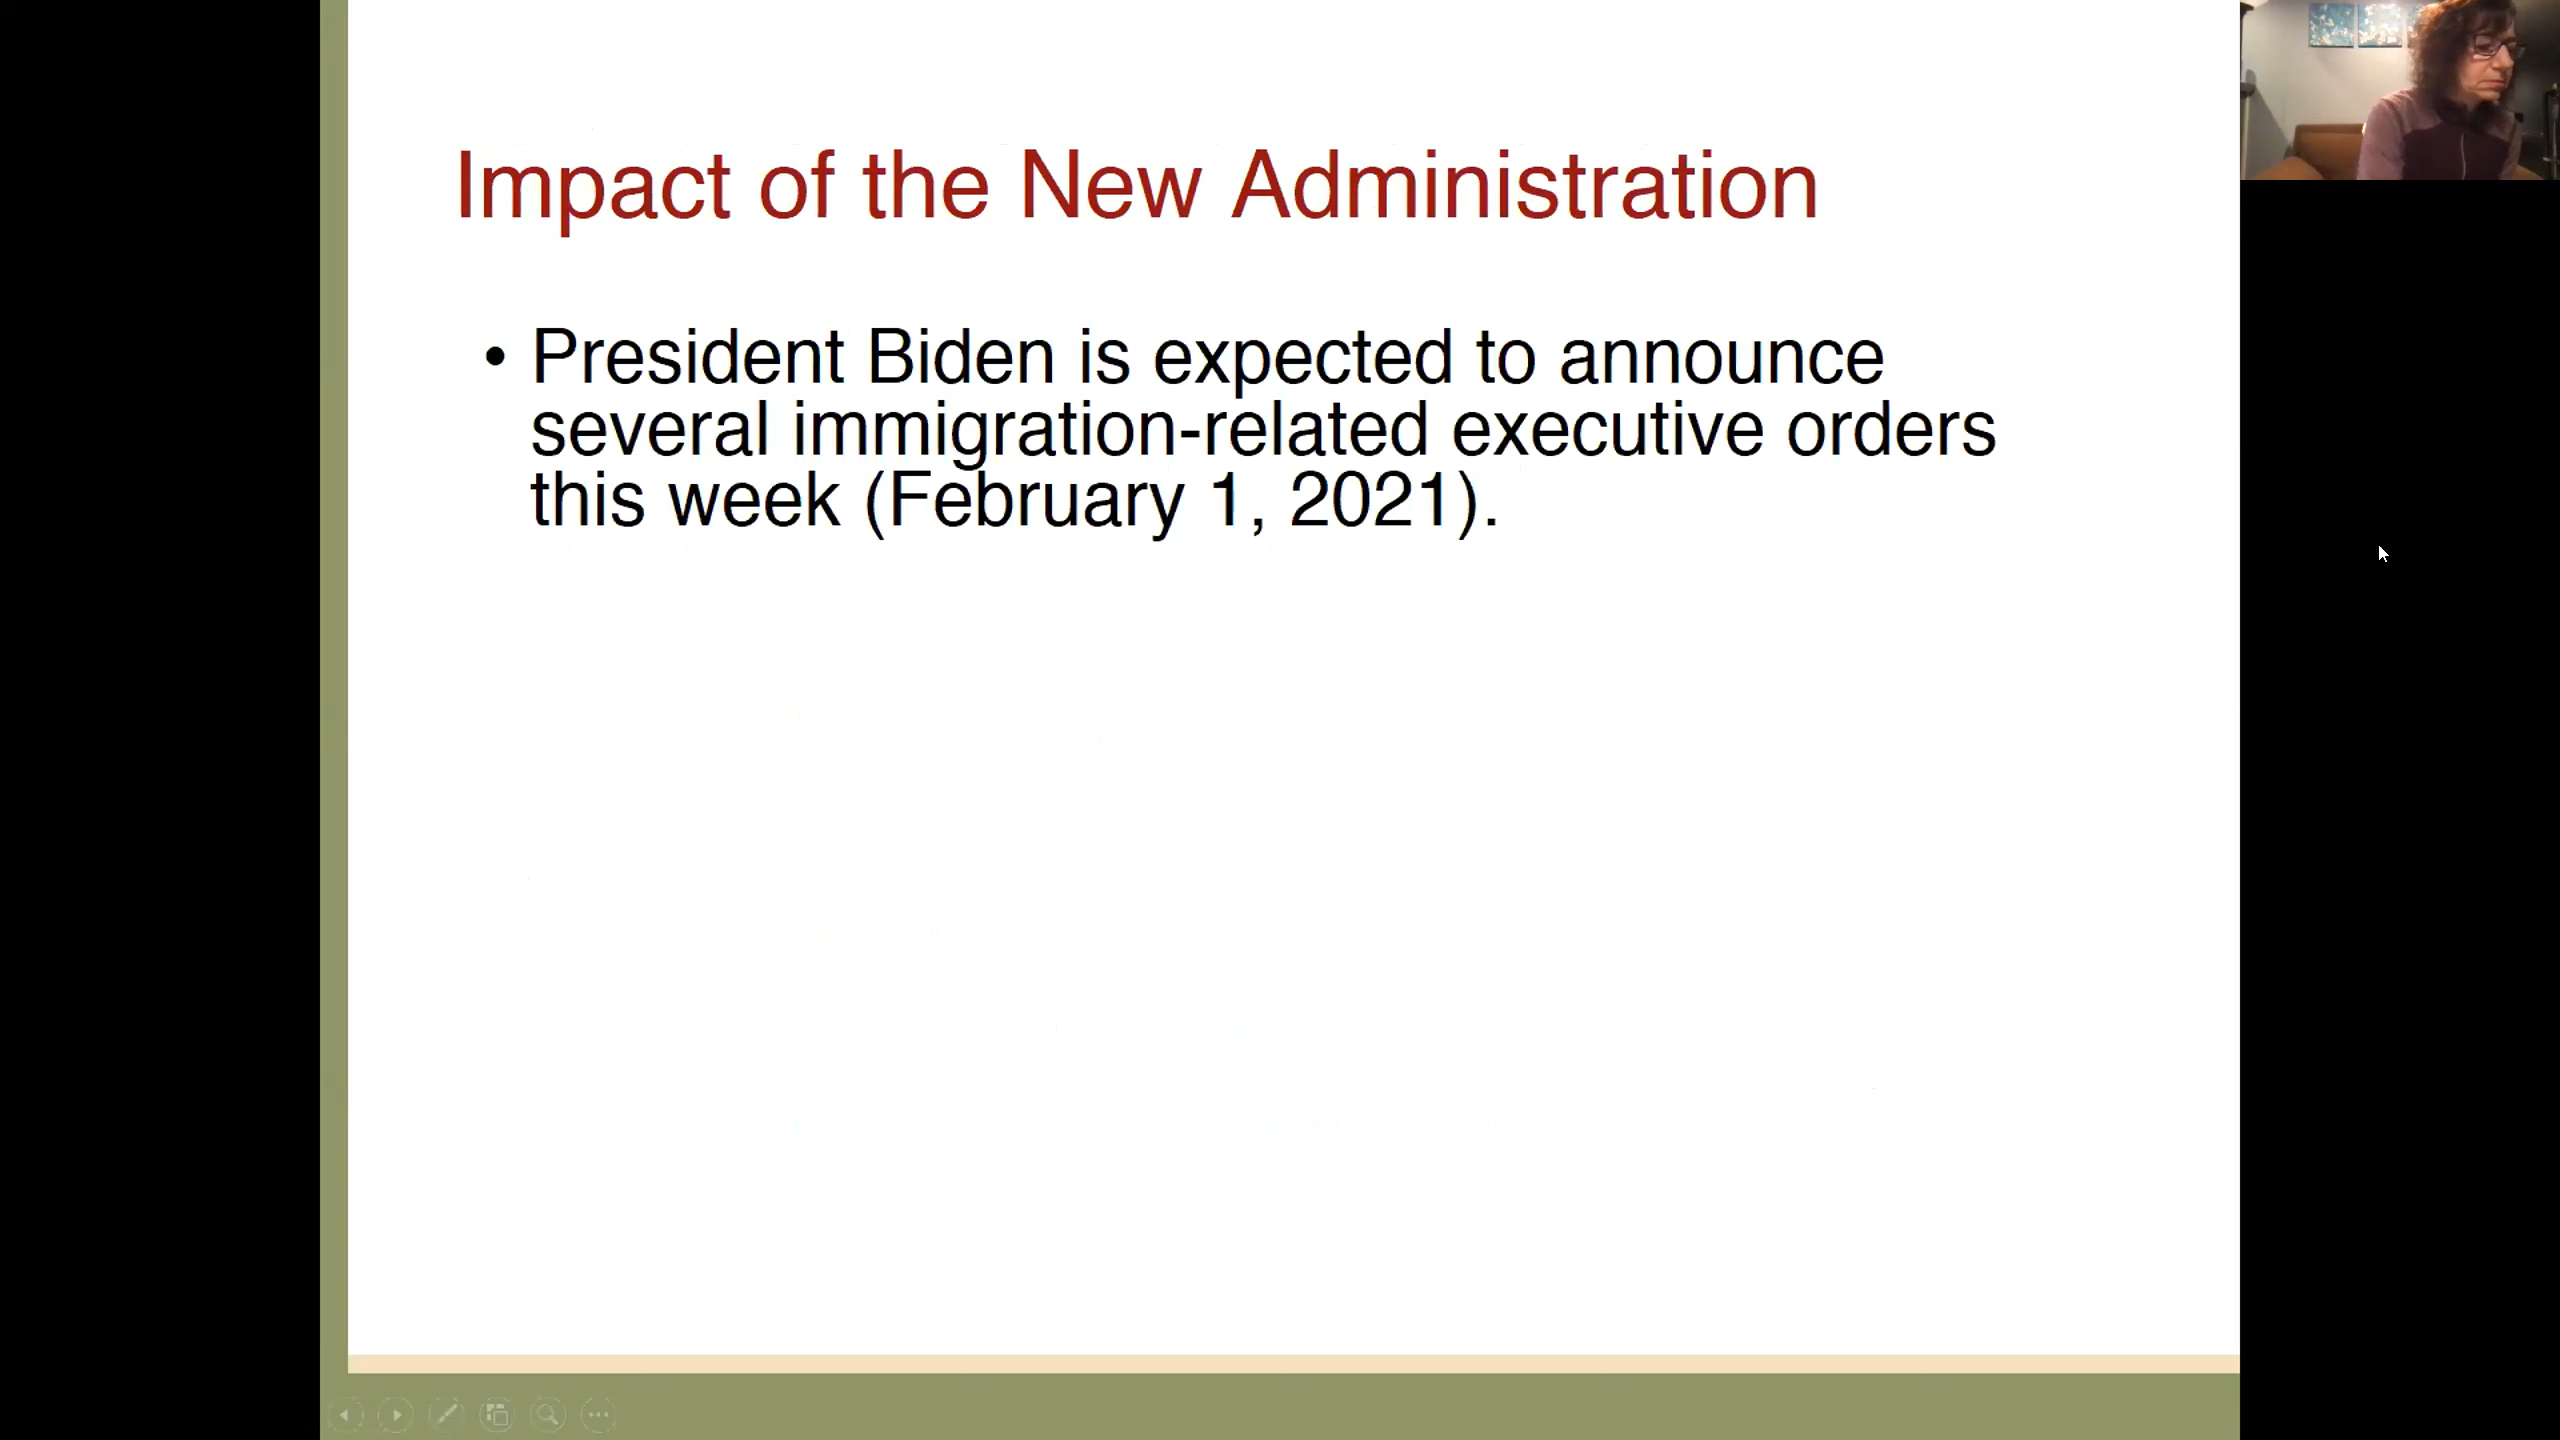 Impact of the New Administration
• President Biden is expected to announce
several immigration-related executive orders
this week (February 1, 2021).